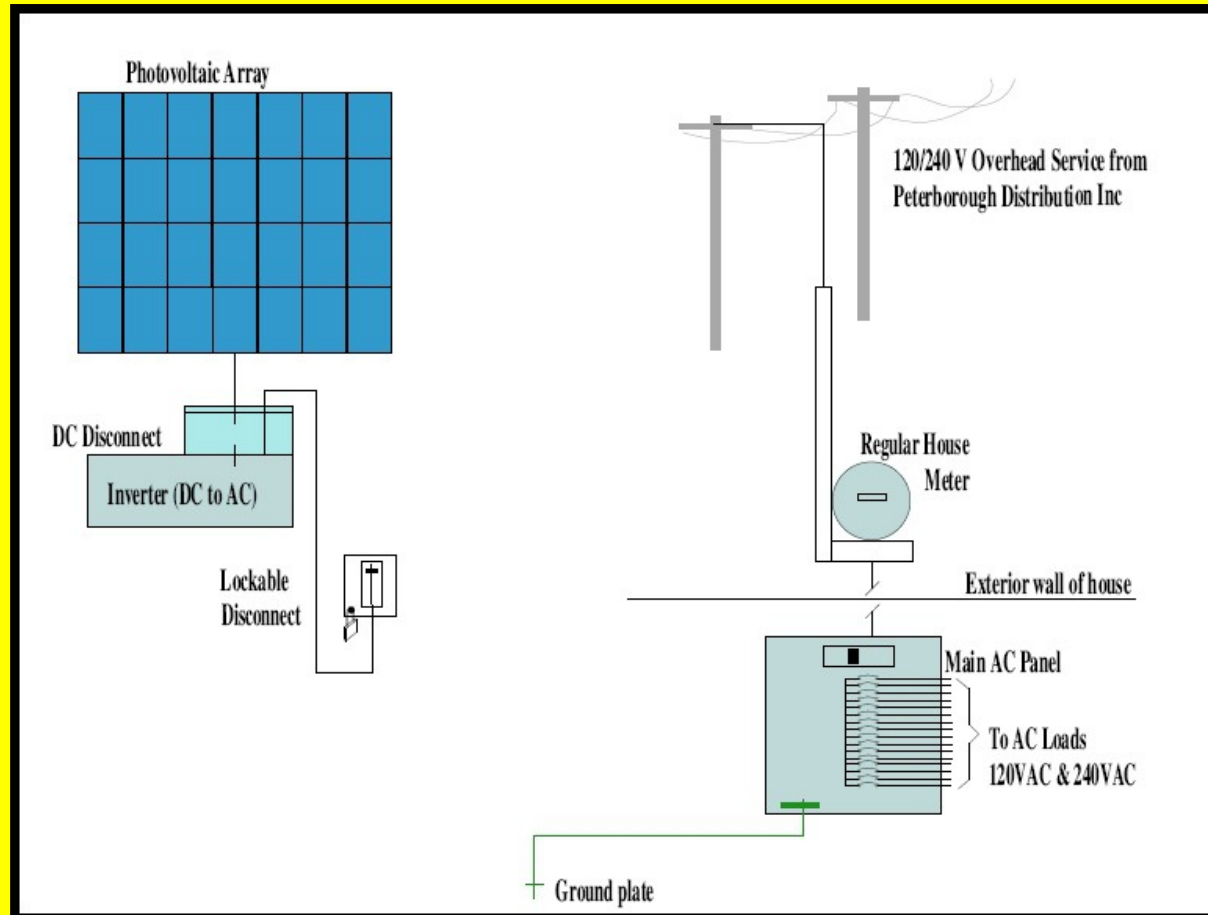 Photovoltaic Array
120/240 V Overhead Service from
Peterborough Distribution Inc
DC Disconnect
Inverter (DC to AC)
Regular House
Meter
Lockable
Disconnect
Exterior wall of house
Main AC Panel
To AC Loads
120VAC & 240VAC
Ground plate